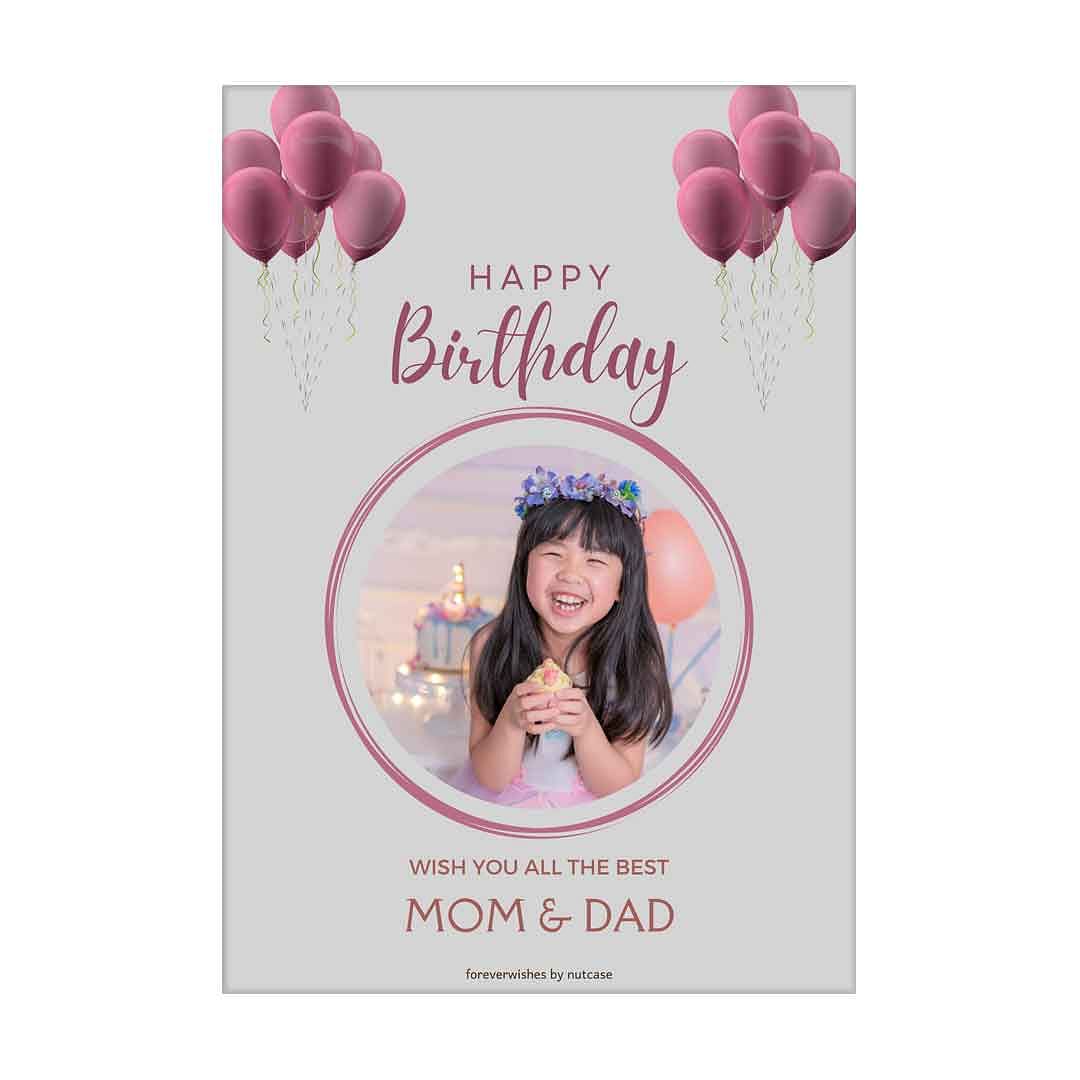 HAPPY
Birthday
WISH YOU ALL THE BEST
MOM & DAD
foreverwishes by nutcase